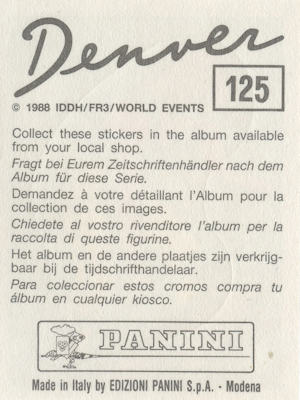 Denver
125
© 1988 IDDH/FR3/WORLD EVENTS
Collect these stickers in the album available
from your local shop.
Fragt bei Eurem Zeitschriftenhändler nach dem
Album für diese Serie.
Demandez à votre détaillant l'Album pour la
collection de ces images.
Chiedete al vostro rivenditore l'album per la
raccolta di queste figurine.
Het album en de andere plaatjes zijn verkrijg-
baar bij de tijdschrifthandelaar.
Para coleccionar estos cromos compra tu
álbum en cualquier kiosco.
PANINI
Made in Italy by EDIZIONI PANINI S.p.A. - Modena